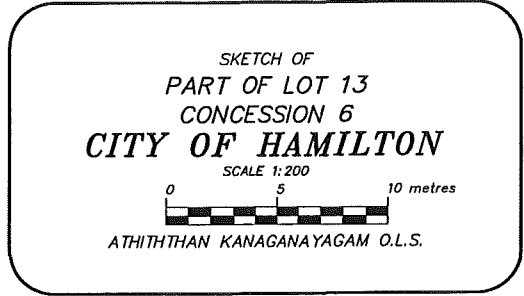 SKETCH OF
PART OF LOT 13
CONCESSION 6
CITY OF HAMILTON
SCALE 1:200
0 5 10 metres
ATHITHTHAN KANAGANAYAGAM O.L.S.